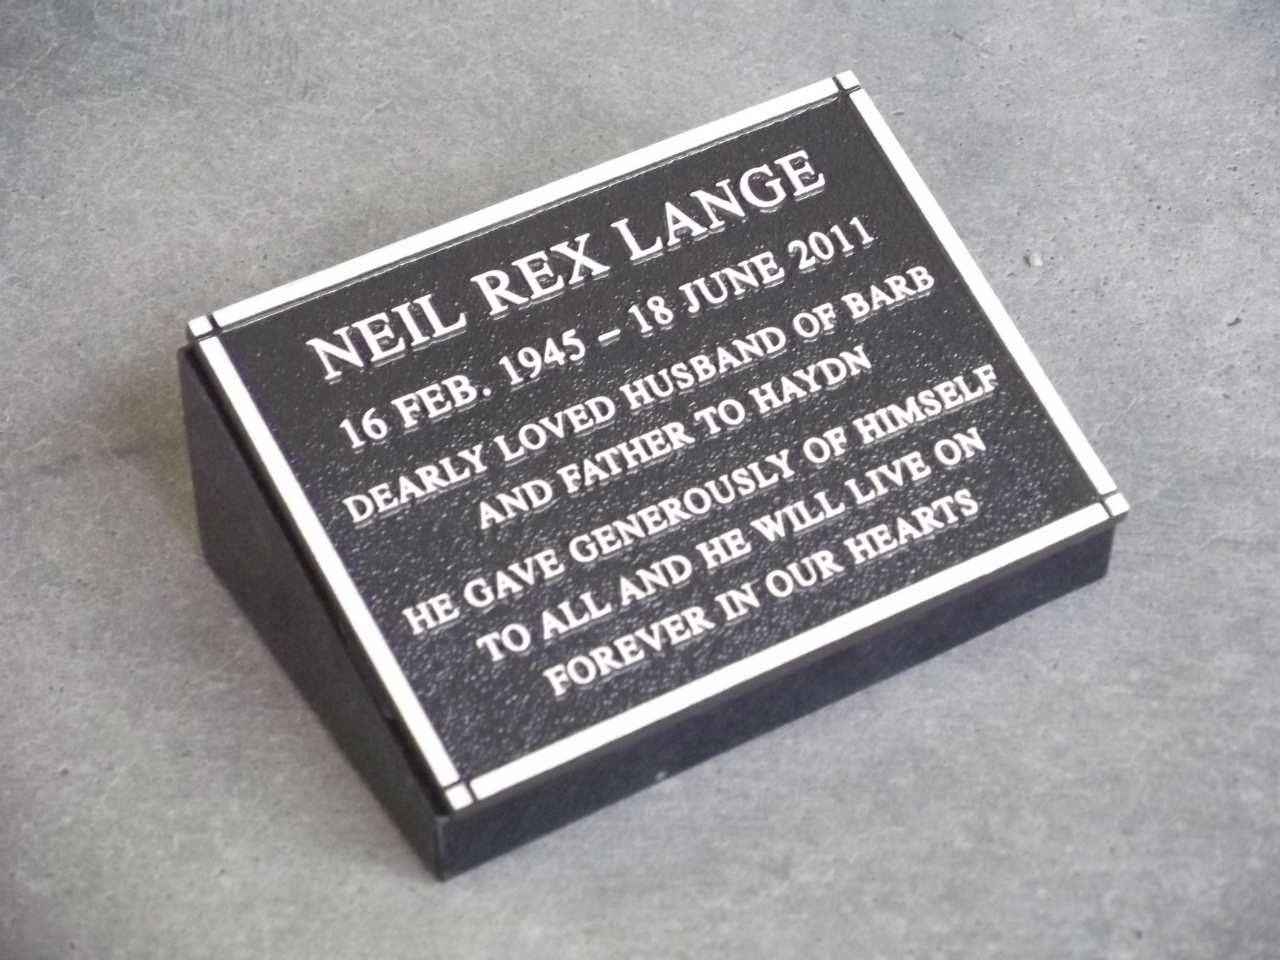 NEIL REX LANGE
16 FEB. 1945 – 18 JUNE 2011
DEARLY LOVED HUSBAND OF BARB
AND FATHER TO HAYDN
HE GAVE GENEROUSLY OF HIMSELF
TO ALL AND HE WILL LIVE ON
FOREVER IN OUR HEARTS